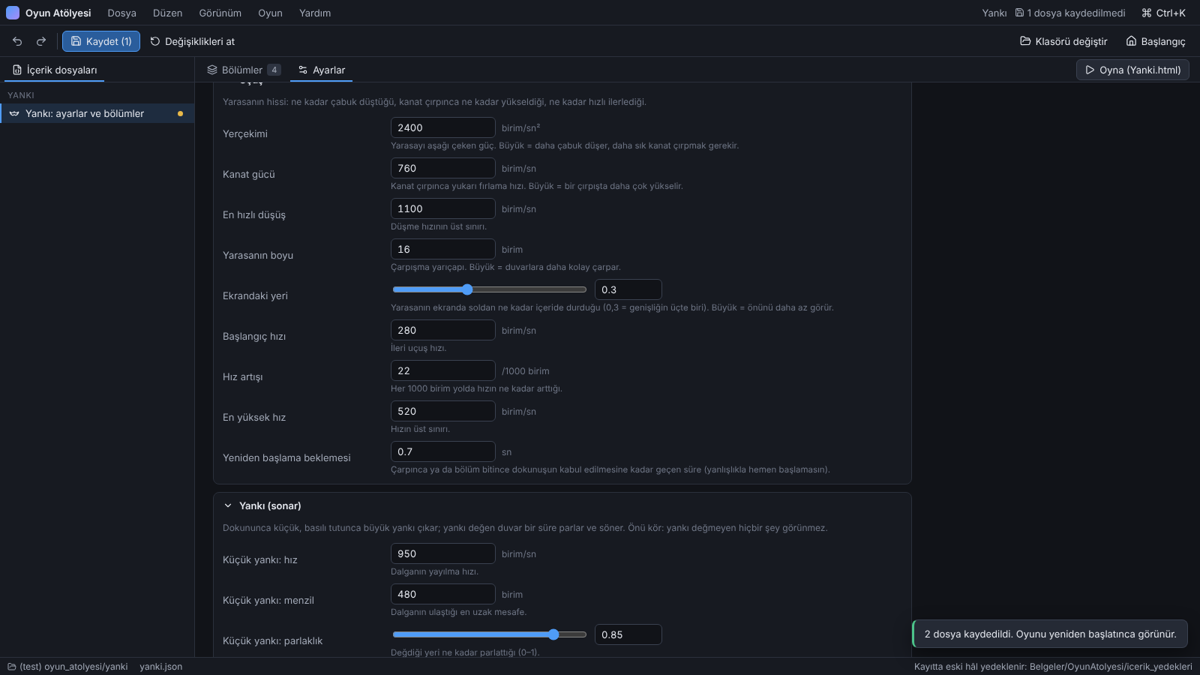 Oyun Atölyesi Dosya Düzen Görünüm Oyun Yardım Yankı 1 dosya kaydedilmedi ⌘ Ctrl+K
Kaydet (1) Değişiklikleri at Klasörü değiştir Başlangıç
İçerik dosyaları Bölümler 4 Ayarlar Oyna (Yanki.html)
YANKI
Yankı: ayarlar ve bölümler
Yarasanın hissi: ne kadar çabuk düştüğü, kanat çırpınca ne kadar yükseldiği, ne kadar hızlı ilerlediği.
Yerçekimi 2400 birim/sn²
Yarasayı aşağı çeken güç. Büyük = daha çabuk düşer, daha sık kanat çırpmak gerekir.
Kanat gücü 760 birim/sn
Kanat çırpınca yukarı fırlama hızı. Büyük = bir çırpışta daha çok yükselir.
En hızlı düşüş 1100 birim/sn
Düşme hızının üst sınırı.
Yarasanın boyu 16 birim
Çarpışma yarıçapı. Büyük = duvarlara daha kolay çarpar.
Ekrandaki yeri 0.3
Yarasanın ekranda soldan ne kadar içeride durduğu (0,3 = genişliğin üçte biri). Büyük = önünü daha az görür.
Başlangıç hızı 280 birim/sn
İleri uçuş hızı.
Hız artışı 22 /1000 birim
Her 1000 birim yolda hızın ne kadar arttığı.
En yüksek hız 520 birim/sn
Hızın üst sınırı.
Yeniden başlama beklemesi 0.7 sn
Çarpınca ya da bölüm bitince dokunuşun kabul edilmesine kadar geçen süre (yanlışlıkla hemen başlamasın).
Yankı (sonar)
Dokununca küçük, basılı tutunca büyük yankı çıkar; yankı değen duvar bir süre parlar ve söner. Önü kör: yankı değmeyen hiçbir şey görünmez.
Küçük yankı: hız 950 birim/sn
Dalganın yayılma hızı.
Küçük yankı: menzil 480 birim
Dalganın ulaştığı en uzak mesafe.
Küçük yankı: parlaklık 0.85
Değdiği yeri ne kadar parlattığı (0–1).
2 dosya kaydedildi. Oyunu yeniden başlatınca görünür.
(test) oyun_atolyesi/yanki yanki.json Kayıtta eski hâl yedeklenir: Belgeler/OyunAtolyesi/icerik_yedekleri